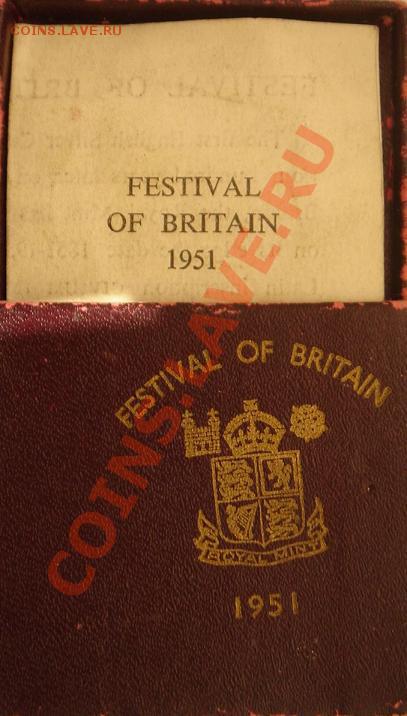 COINS.LAVE.RU
FESTIVAL
OF BRITAIN
1951
FESTIVAL OF BRITAIN
ROYAL MINT
1951
COINS.LAVE.RU